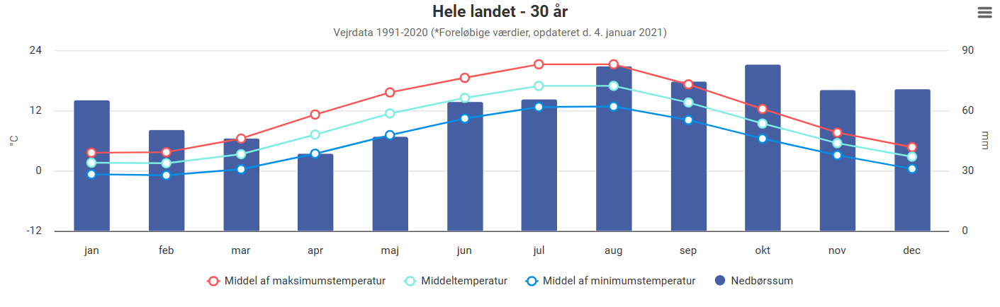 Hele landet - 30 år
Vejrdata 1991-2020 (*Foreløbige værdier, opdateret d. 4. januar 2021)
24 90
12 60
°C mm
0 30
-12 0
jan feb mar apr maj jun jul aug sep okt nov dec
Middel af maksimumstemperatur Middeltemperatur Middel af minimumstemperatur Nedbørssum